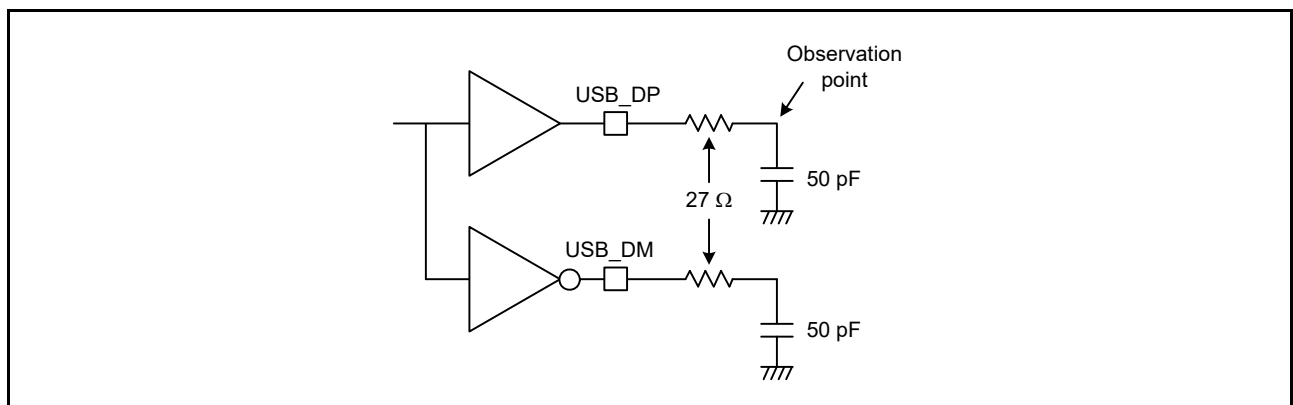 Observation
point
USB_DP
50 pF
27 Ω
USB_DM
50 pF